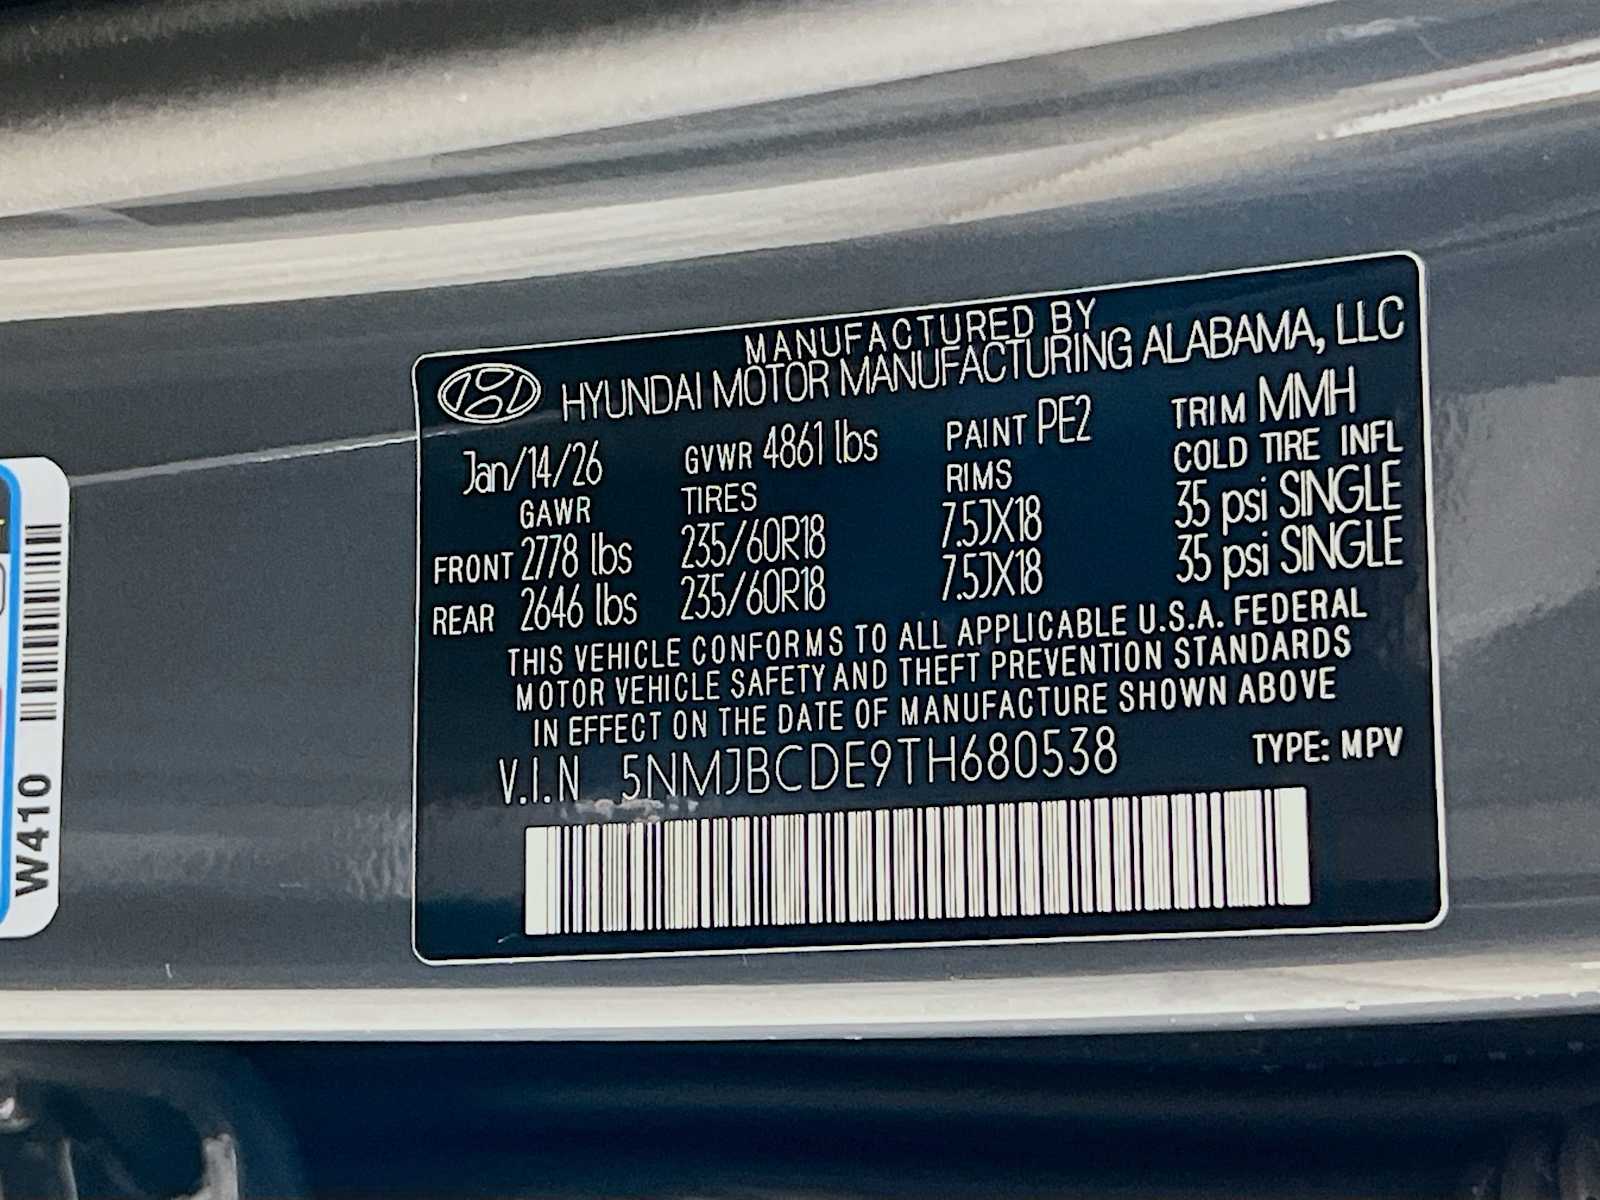 MANUFACTURED BY
HYUNDAI MOTOR MANUFACTURING ALABAMA, LLC
Jan/14/26 GVWR 4861 lbs PAINT PE2 TRIM MMH
GAWR TIRES RIMS COLD TIRE INFL
FRONT 2778 lbs 235/60R18 7.5JX18 35 psi SINGLE
REAR 2646 lbs 235/60R18 7.5JX18 35 psi SINGLE
THIS VEHICLE CONFORMS TO ALL APPLICABLE U.S.A. FEDERAL
MOTOR VEHICLE SAFETY AND THEFT PREVENTION STANDARDS
IN EFFECT ON THE DATE OF MANUFACTURE SHOWN ABOVE
V.I.N 5NMJBCDE9TH680538 TYPE: MPV
W410